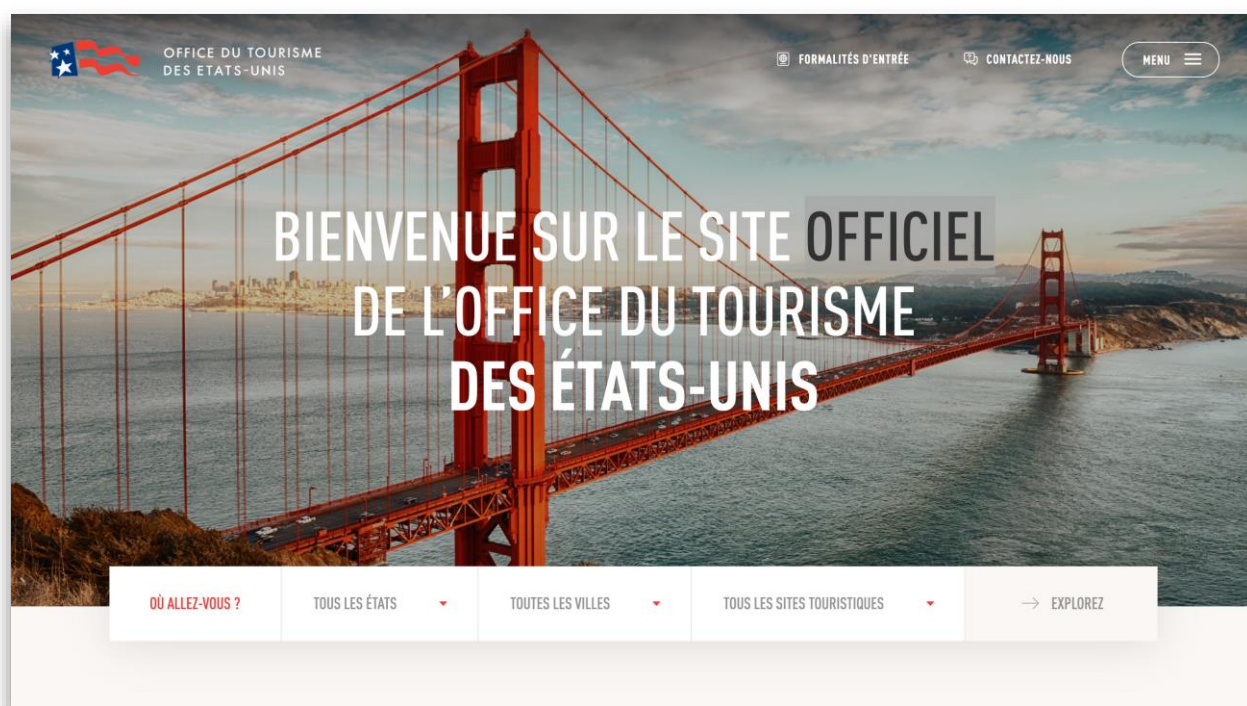 OFFICE DU TOURISME
DES ETATS-UNIS
FORMALITÉS D'ENTRÉE
CONTACTEZ-NOUS
MENU
BIENVENUE SUR LE SITE OFFICIEL
DE L'OFFICE DU TOURISME
DES ÉTATS-UNIS
OÙ ALLEZ-VOUS ?
TOUS LES ÉTATS
TOUTES LES VILLES
TOUS LES SITES TOURISTIQUES
EXPLOREZ